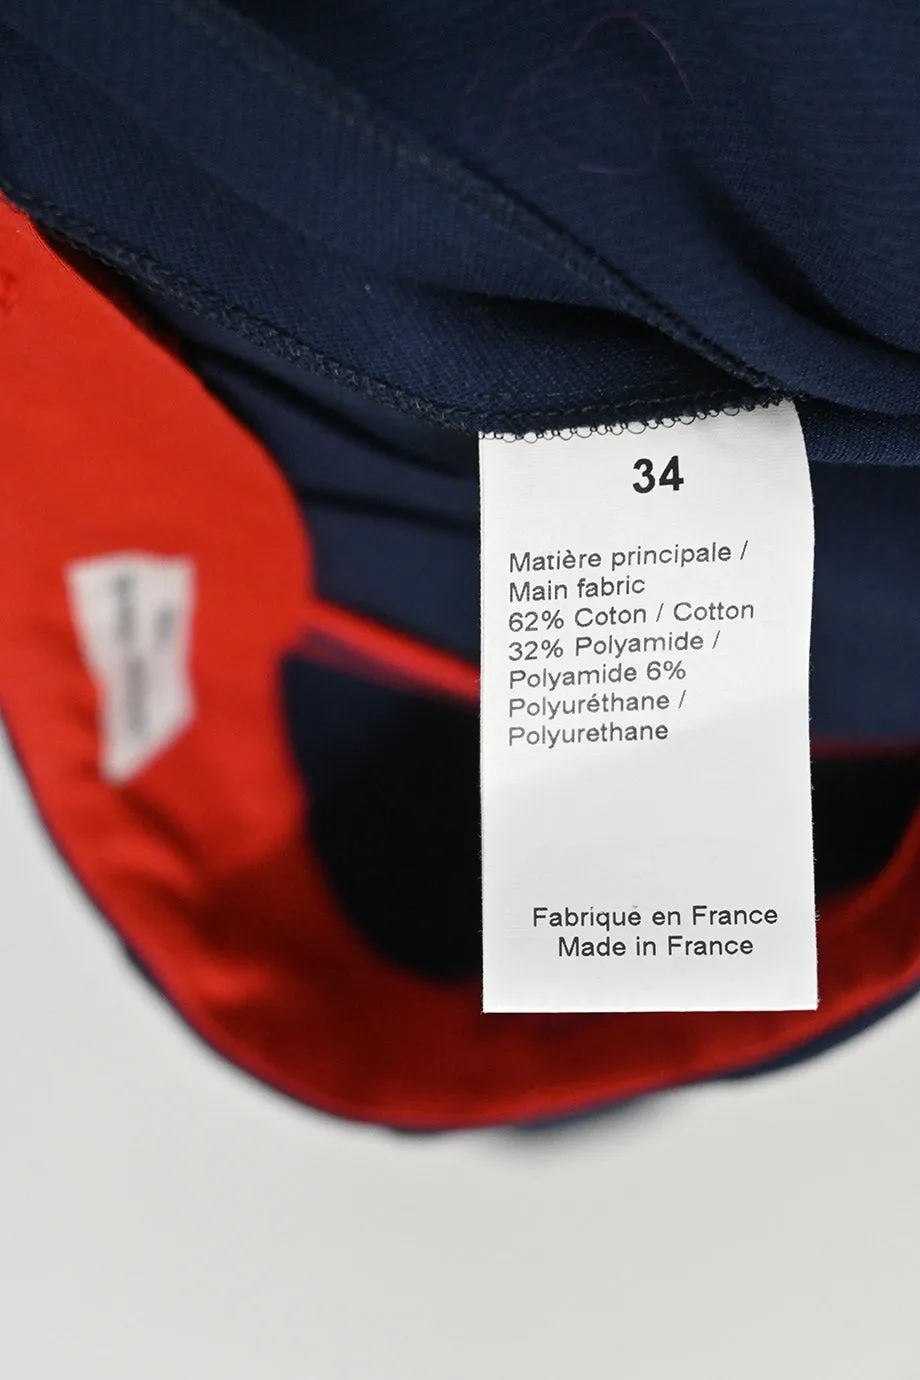 34
Matière principale /
Main fabric
62% Coton / Cotton
32% Polyamide /
Polyamide 6%
Polyuréthane /
Polyurethane
Fabrique en France
Made in France